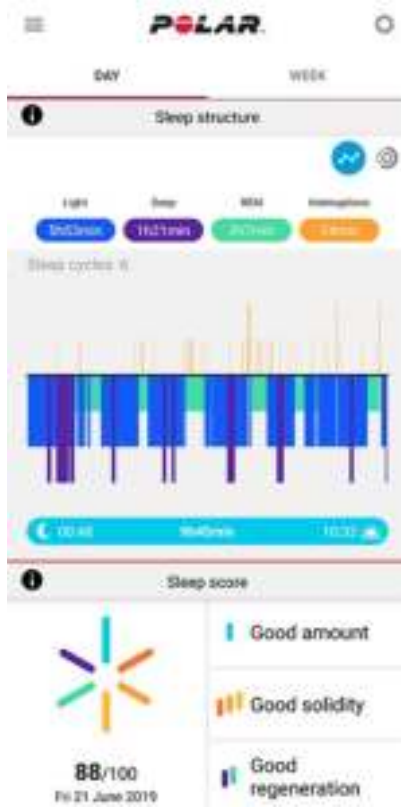 POLAR
DAY WEEK
Sleep structure
Light Deep REM Interruptions
1h21min
Sleep cycles: 6
Sleep score
Good amount
Good solidity
Good
regeneration
88/100
Fri 21 June 2019